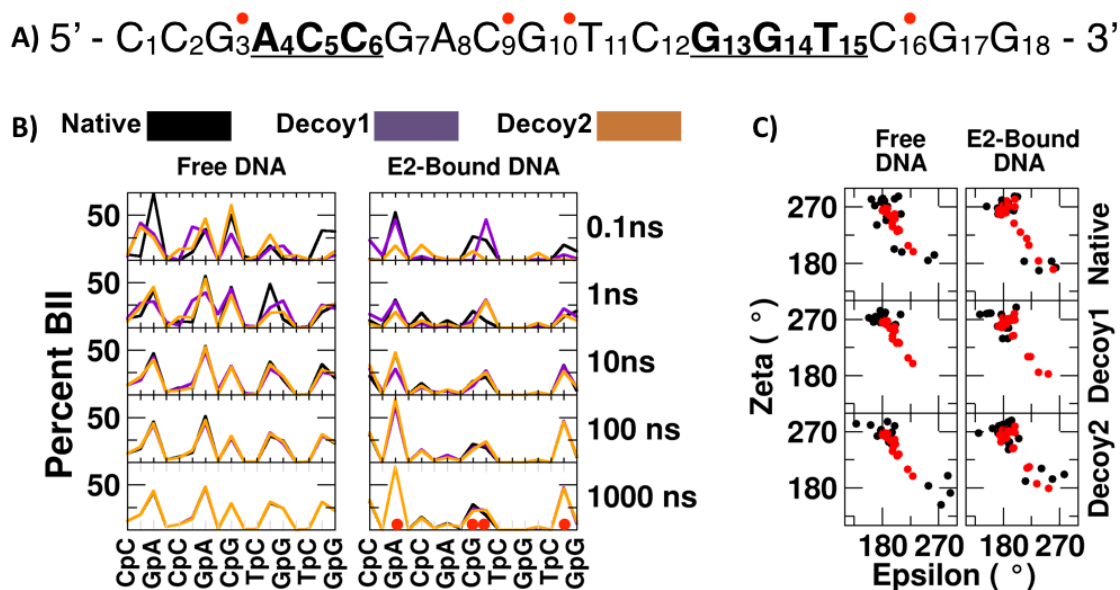 A) 5' - C₁C₂G₃A₄C₅C₆G₇A₈C₉G₁₀T₁₁C₁₂G₁₃G₁₄T₁₅C₁₆G₁₇G₁₈ - 3'
B) Native Decoy1 Decoy2
Free DNA E2-Bound DNA
50 0.1ns
50 1ns
50 10ns
50 100 ns
50 1000 ns
Percent BII
CpC GpA CpC GpA CpG TpC GpG TpC GpG
CpC GpA CpC GpA CpG TpC GpG TpC GpG
C)
Free DNA
E2-Bound DNA
270
180
Native
270
180
Decoy1
270
180
Decoy2
Zeta (°)
180 270 180 270
Epsilon (°)